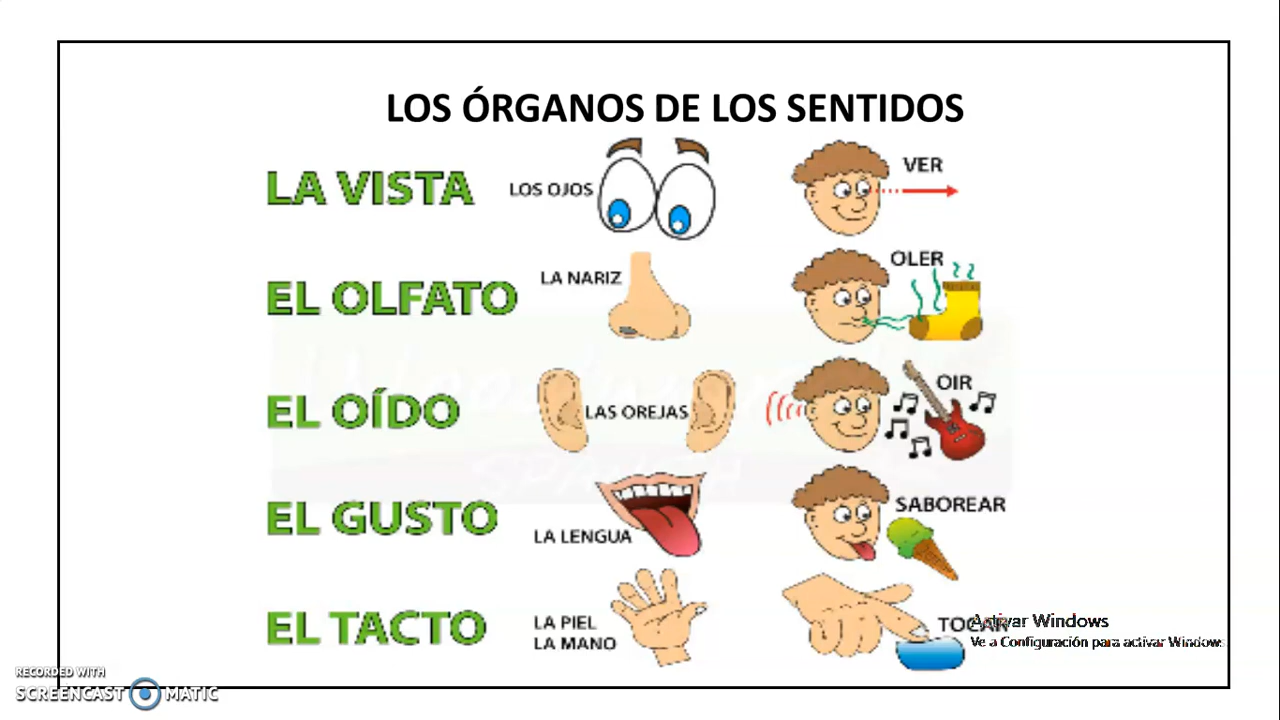 LOS ÓRGANOS DE LOS SENTIDOS
LA VISTA
LOS OJOS
VER
EL OLFATO
LA NARIZ
OLER
EL OÍDO
LAS OREJAS
OIR
EL GUSTO
LA LENGUA
SABOREAR
EL TACTO
LA PIEL
LA MANO
Activar Windows
Ve a Configuración para activar Windows
RECORDED WITH
SCREENCAST MATIC